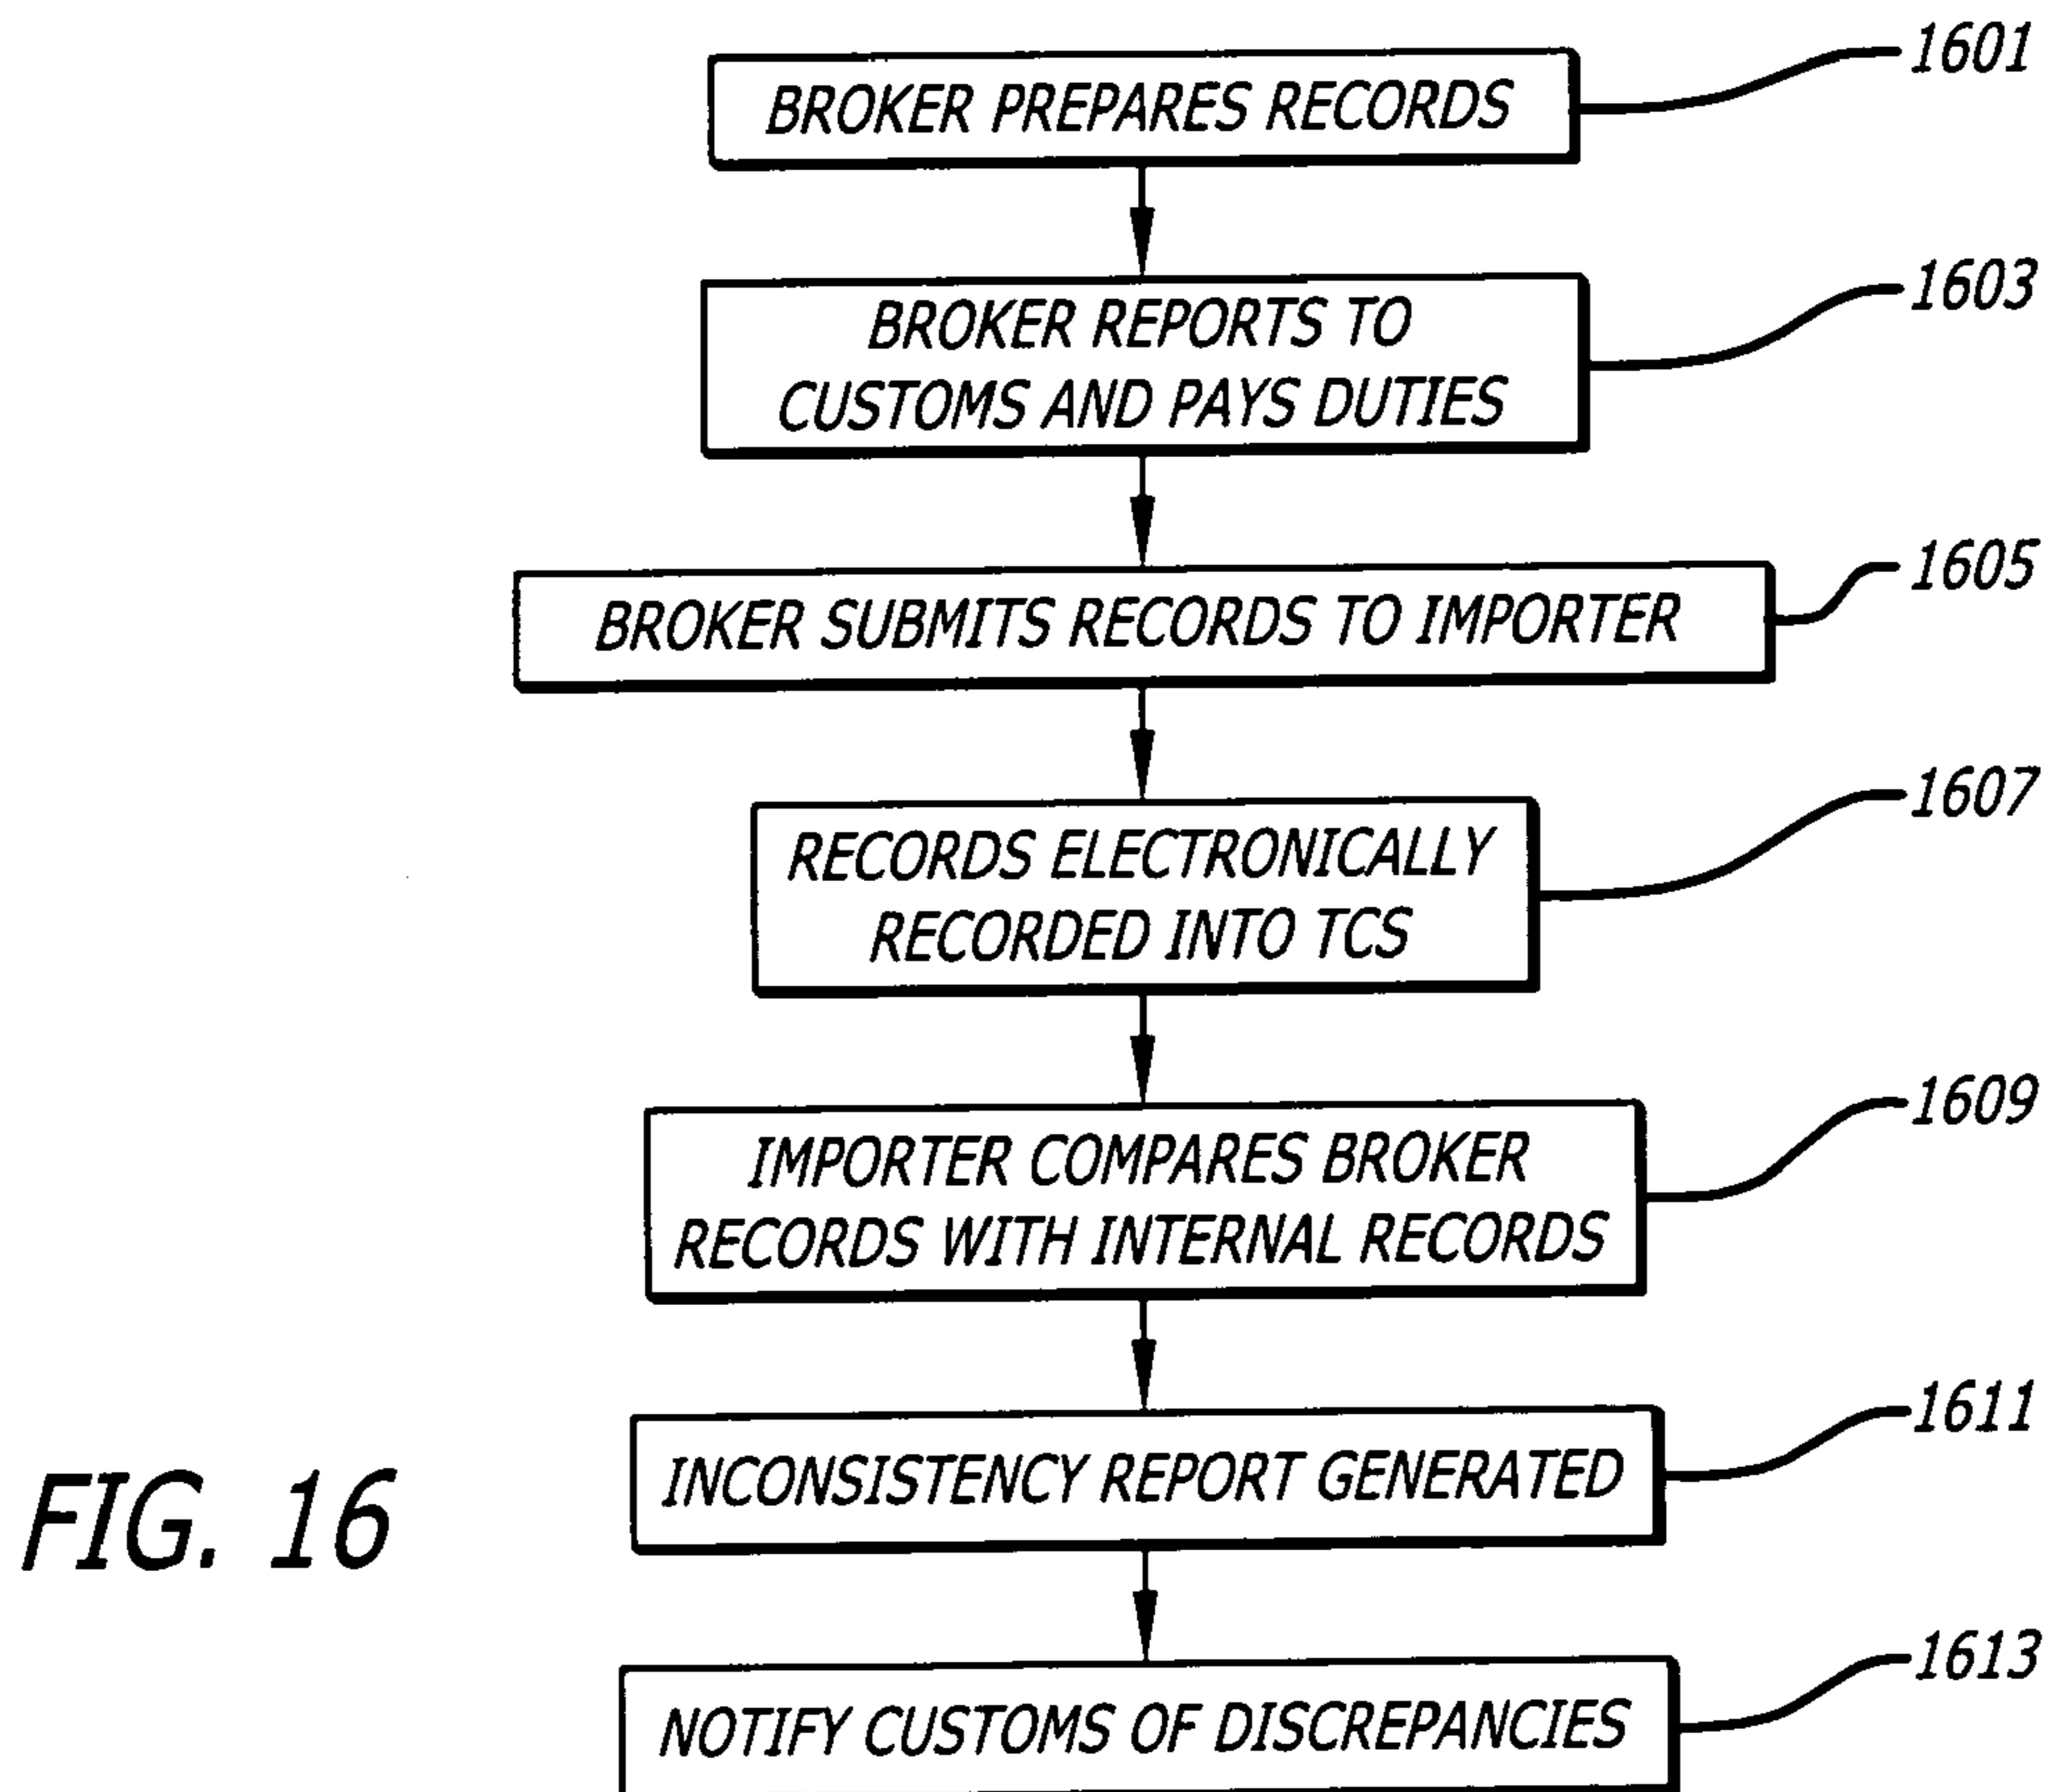 BROKER PREPARES RECORDS
1601
BROKER REPORTS TO
CUSTOMS AND PAYS DUTIES
1603
BROKER SUBMITS RECORDS TO IMPORTER
1605
RECORDS ELECTRONICALLY
RECORDED INTO TCS
1607
IMPORTER COMPARES BROKER
RECORDS WITH INTERNAL RECORDS
1609
INCONSISTENCY REPORT GENERATED
1611
NOTIFY CUSTOMS OF DISCREPANCIES
1613
FIG. 16